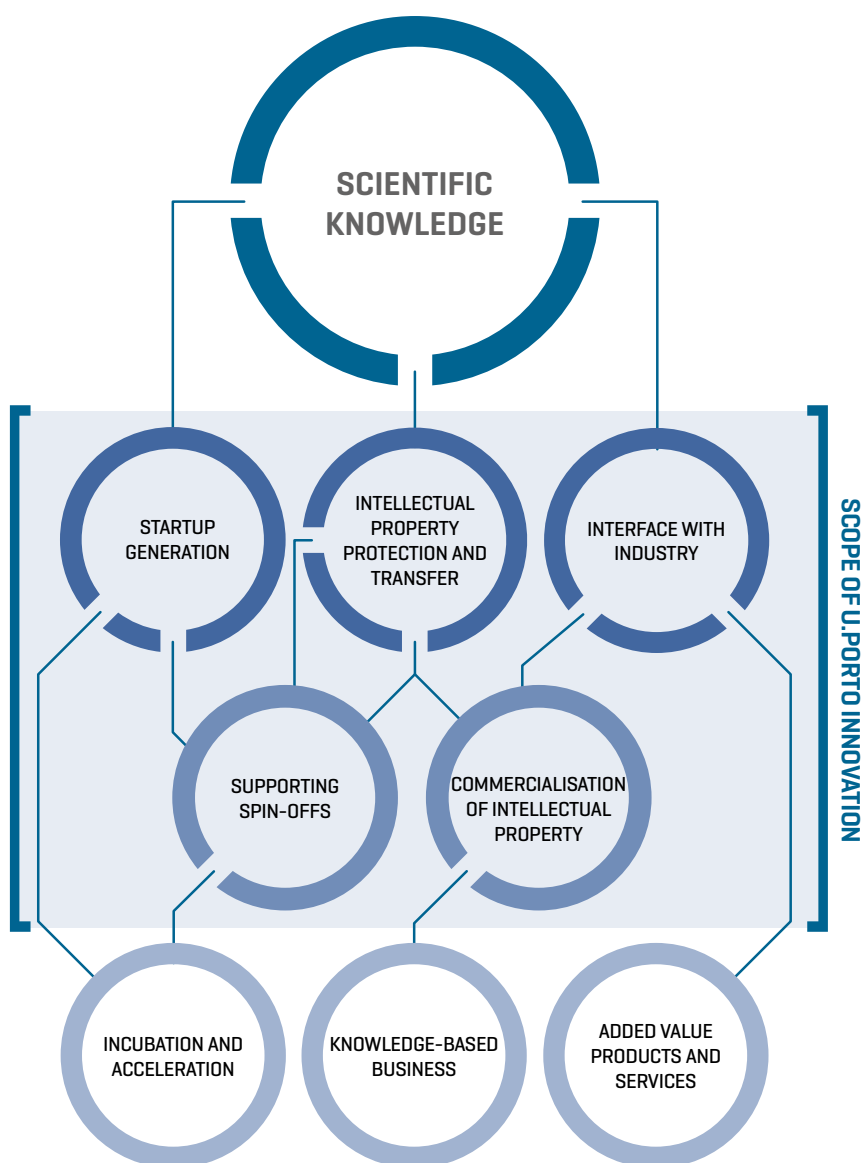 SCIENTIFIC
KNOWLEDGE
STARTUP
GENERATION
INTELLECTUAL
PROPERTY
PROTECTION AND
TRANSFER
INTERFACE WITH
INDUSTRY
SCOPE OF U.PORTO INNOVATION
SUPPORTING
SPIN-OFFS
COMMERCIALISATION
OF INTELLECTUAL
PROPERTY
INCUBATION AND
ACCELERATION
KNOWLEDGE-BASED
BUSINESS
ADDED VALUE
PRODUCTS AND
SERVICES